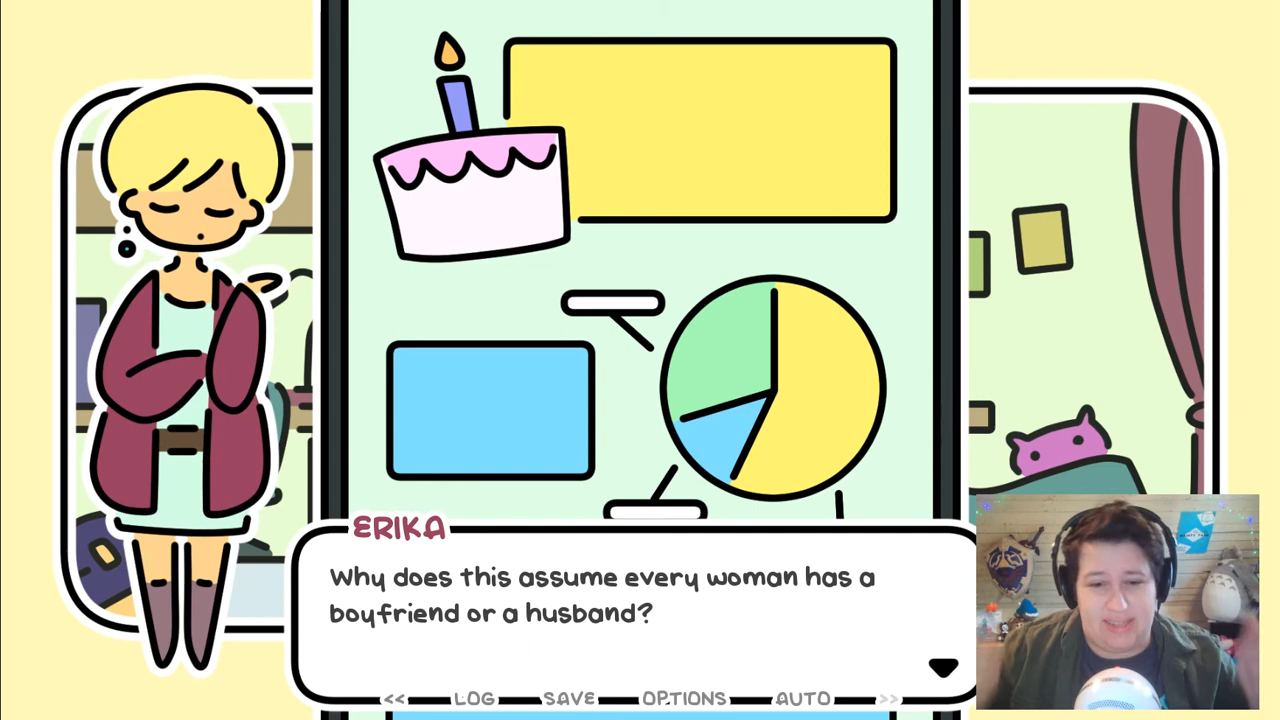 ERIKA
Why does this assume every woman has a
boyfriend or a husband?
<< LOG SAVE OPTIONS AUTO >>